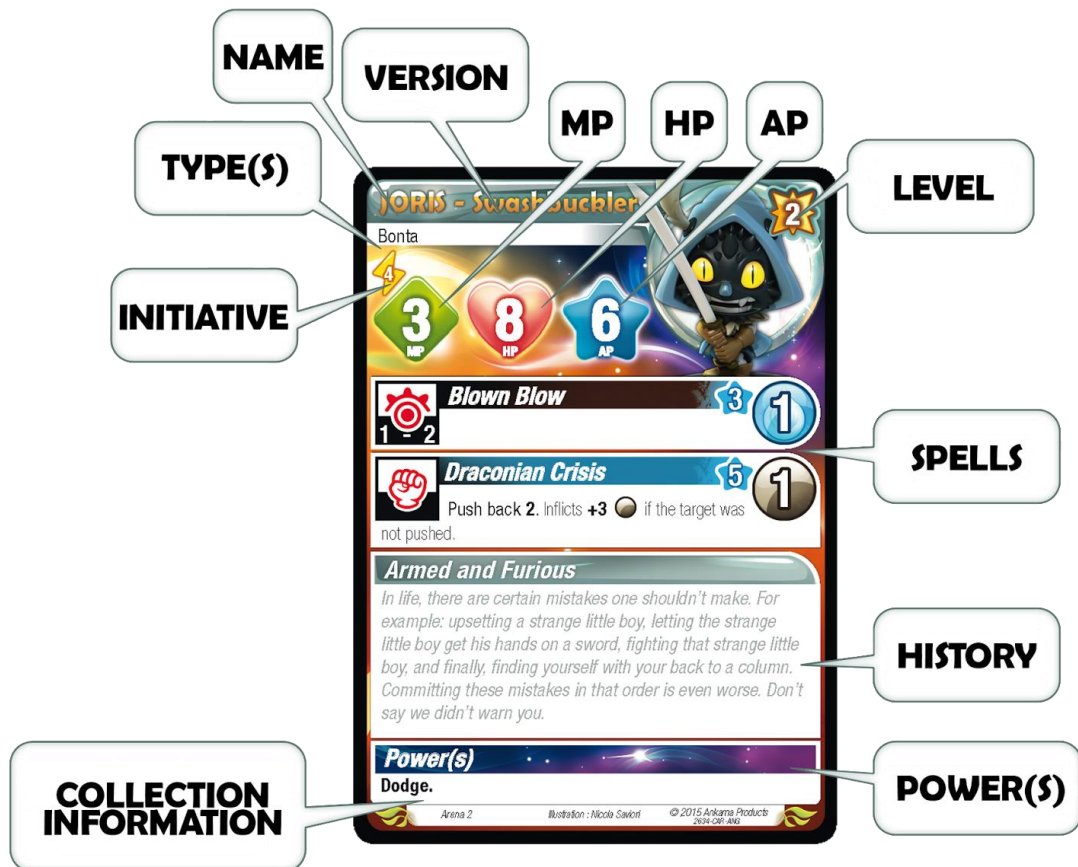 NAME
VERSION
MP
HP
AP
TYPE(S)
LEVEL
INITIATIVE
JORIS - Swashbuckler
2
Bonta
4
3
MP
8
HP
6
AP
Blown Blow
3
1
1 - 2
SPELLS
Draconian Crisis
5
1
Push back 2. Inflicts +3 if the target was
not pushed.
Armed and Furious
In life, there are certain mistakes one shouldn't make. For
example: upsetting a strange little boy, letting the strange
little boy get his hands on a sword, fighting that strange little
boy, and finally, finding yourself with your back to a column.
Committing these mistakes in that order is even worse. Don't
say we didn't warn you.
HISTORY
Power(s)
Dodge.
POWER(S)
COLLECTION
INFORMATION
Arena 2
Illustration : Nicola Saviori
© 2015 Ankama Products
2634-CAR-ANG